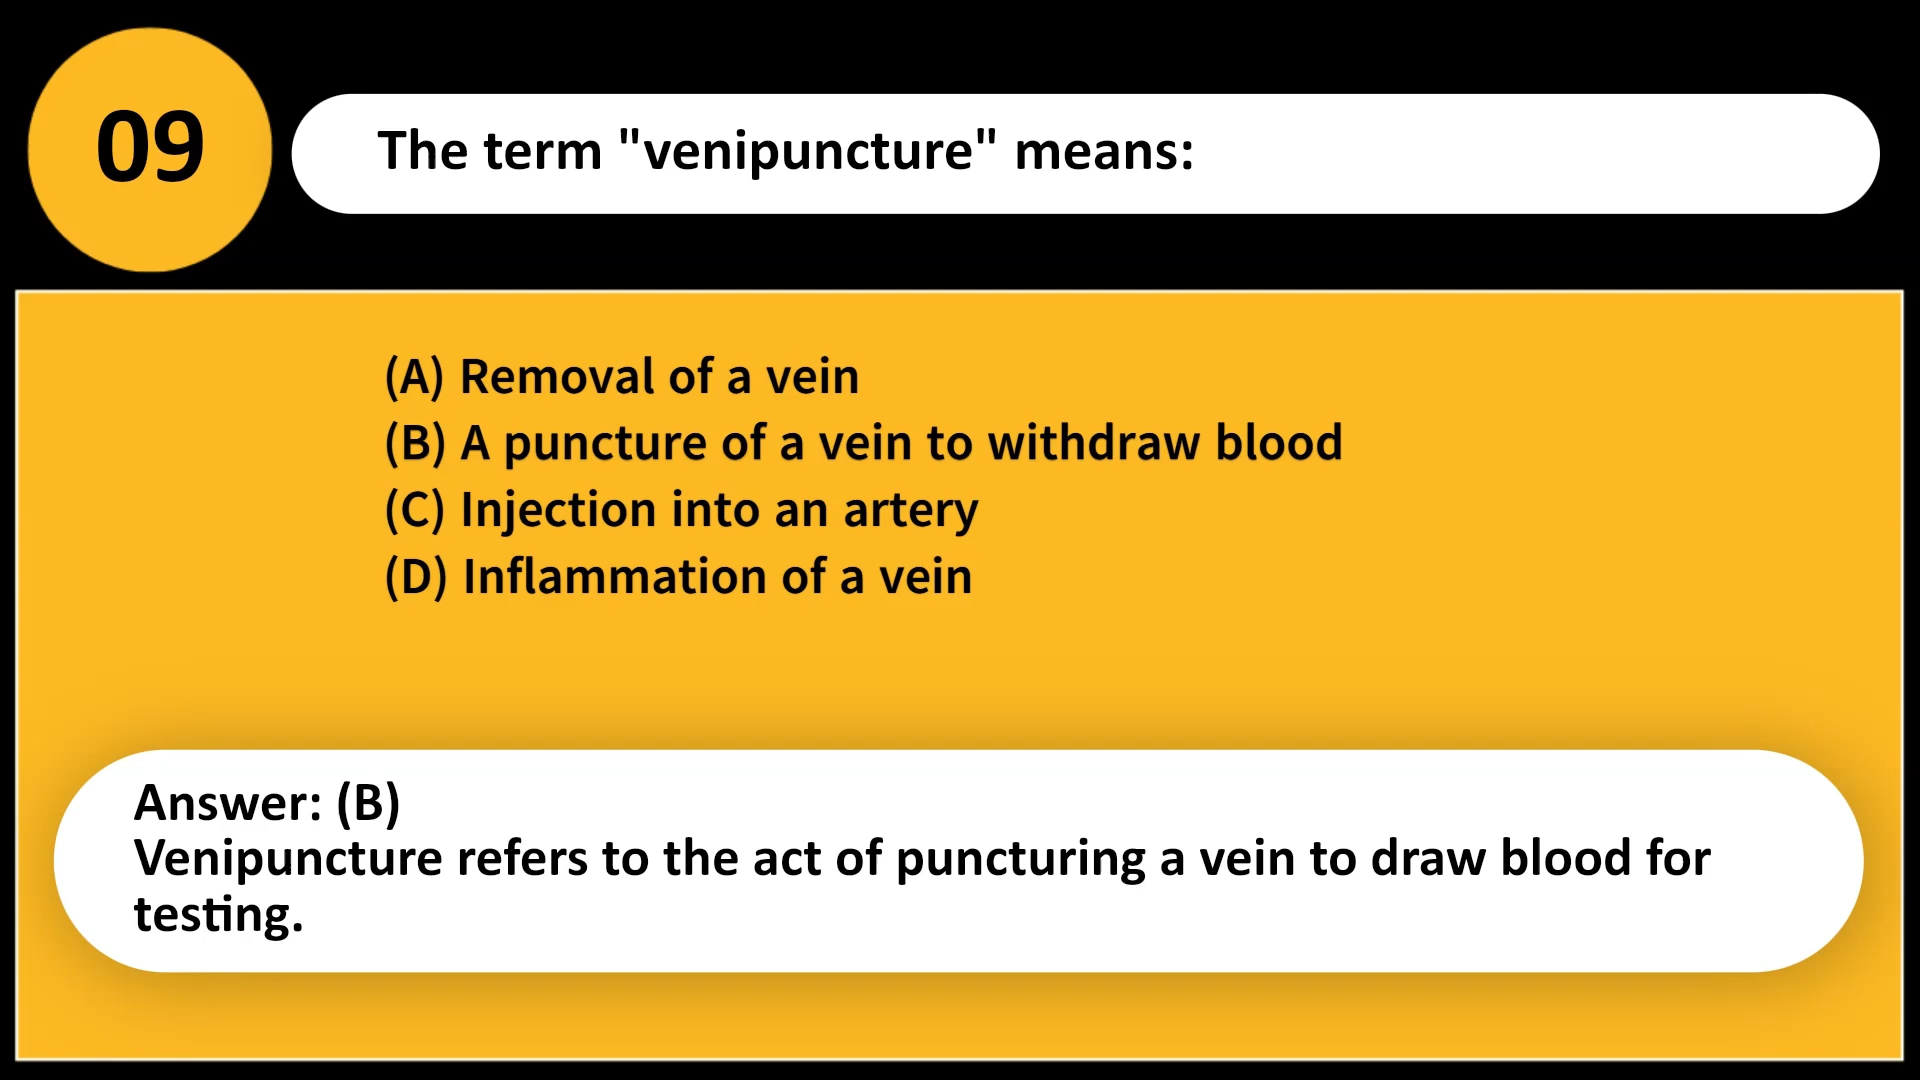 09
The term "venipuncture" means:
(A) Removal of a vein
(B) A puncture of a vein to withdraw blood
(C) Injection into an artery
(D) Inflammation of a vein
Answer: (B)
Venipuncture refers to the act of puncturing a vein to draw blood for
testing.